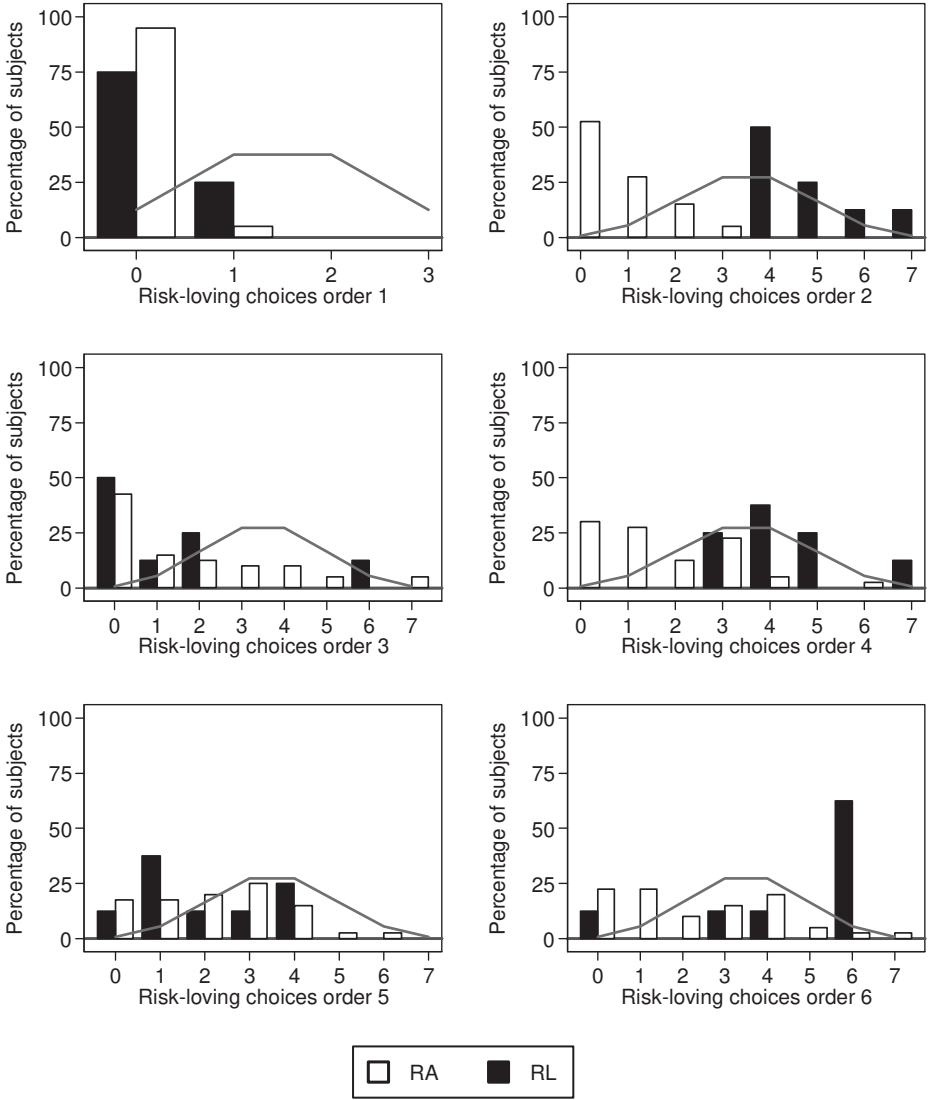 Percentage of subjects
100
75
50
25
0
0 1 2 3
Risk-loving choices order 1
Percentage of subjects
100
75
50
25
0
0 1 2 3 4 5 6 7
Risk-loving choices order 2
Percentage of subjects
100
75
50
25
0
0 1 2 3 4 5 6 7
Risk-loving choices order 3
Percentage of subjects
100
75
50
25
0
0 1 2 3 4 5 6 7
Risk-loving choices order 4
Percentage of subjects
100
75
50
25
0
0 1 2 3 4 5 6 7
Risk-loving choices order 5
Percentage of subjects
100
75
50
25
0
0 1 2 3 4 5 6 7
Risk-loving choices order 6
RA RL